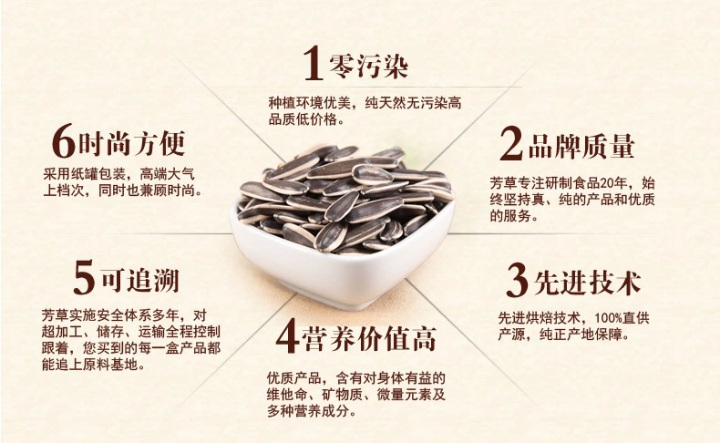 1 零污染
种植环境优美，纯天然无污染高
品质低价格。
2 品牌质量
芳草专注研制食品20年，始
终坚持真、纯的产品和优质
的服务。
3 先进技术
先进烘焙技术，100%直供
产源，纯正产地保障。
4 营养价值高
优质产品，含有对身体有益的
维他命、矿物质、微量元素及
多种营养成分。
5 可追溯
芳草实施安全体系多年，对
超加工、储存、运输全程控制
跟着，您买到的每一盒产品都
能追上原料基地。
6 时尚方便
采用纸罐包装，高端大气
上档次，同时也兼顾时尚。